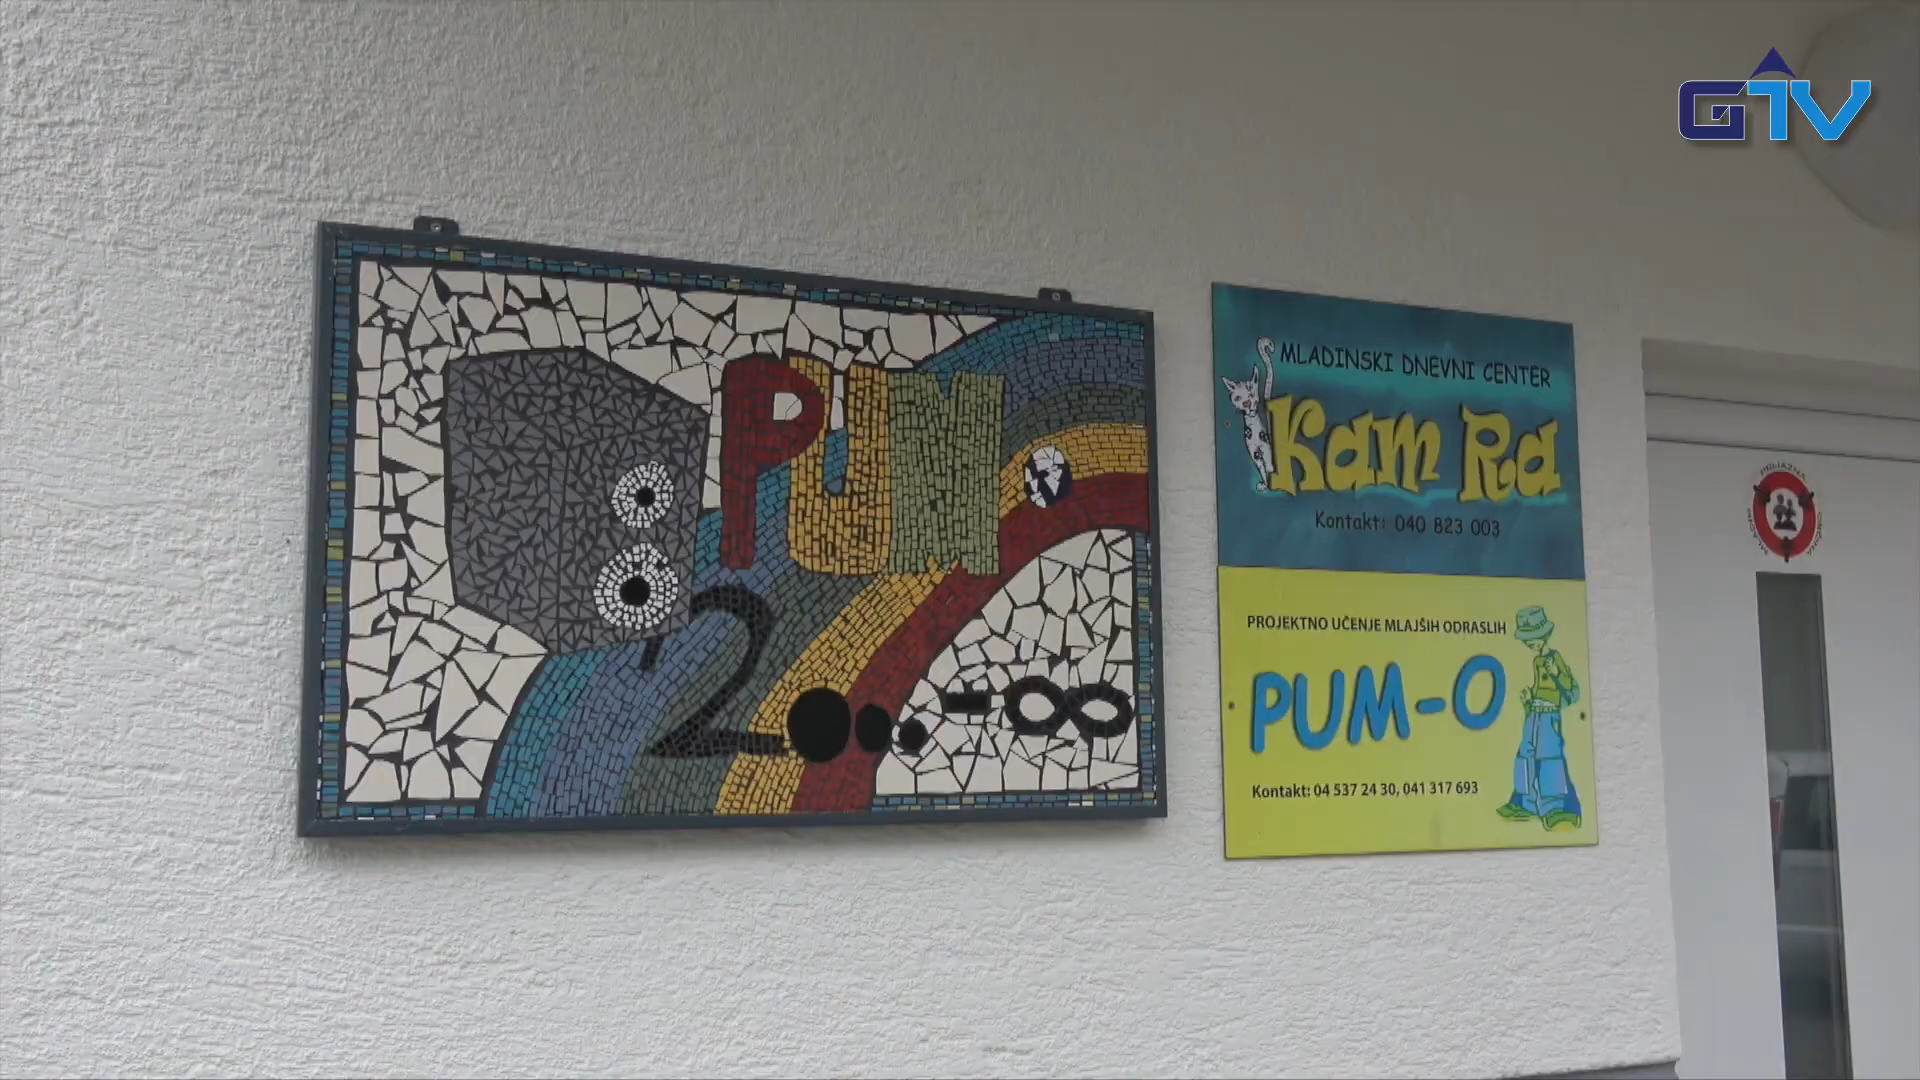 GTV
PUM
2... - ∞
MLADINSKI DNEVNI CENTER
Kam Ra
Kontakt: 040 823 003
PROJEKTNO UČENJE MLAJŠIH ODRASLIH
PUM-O
Kontakt: 04 537 24 30, 041 317 693